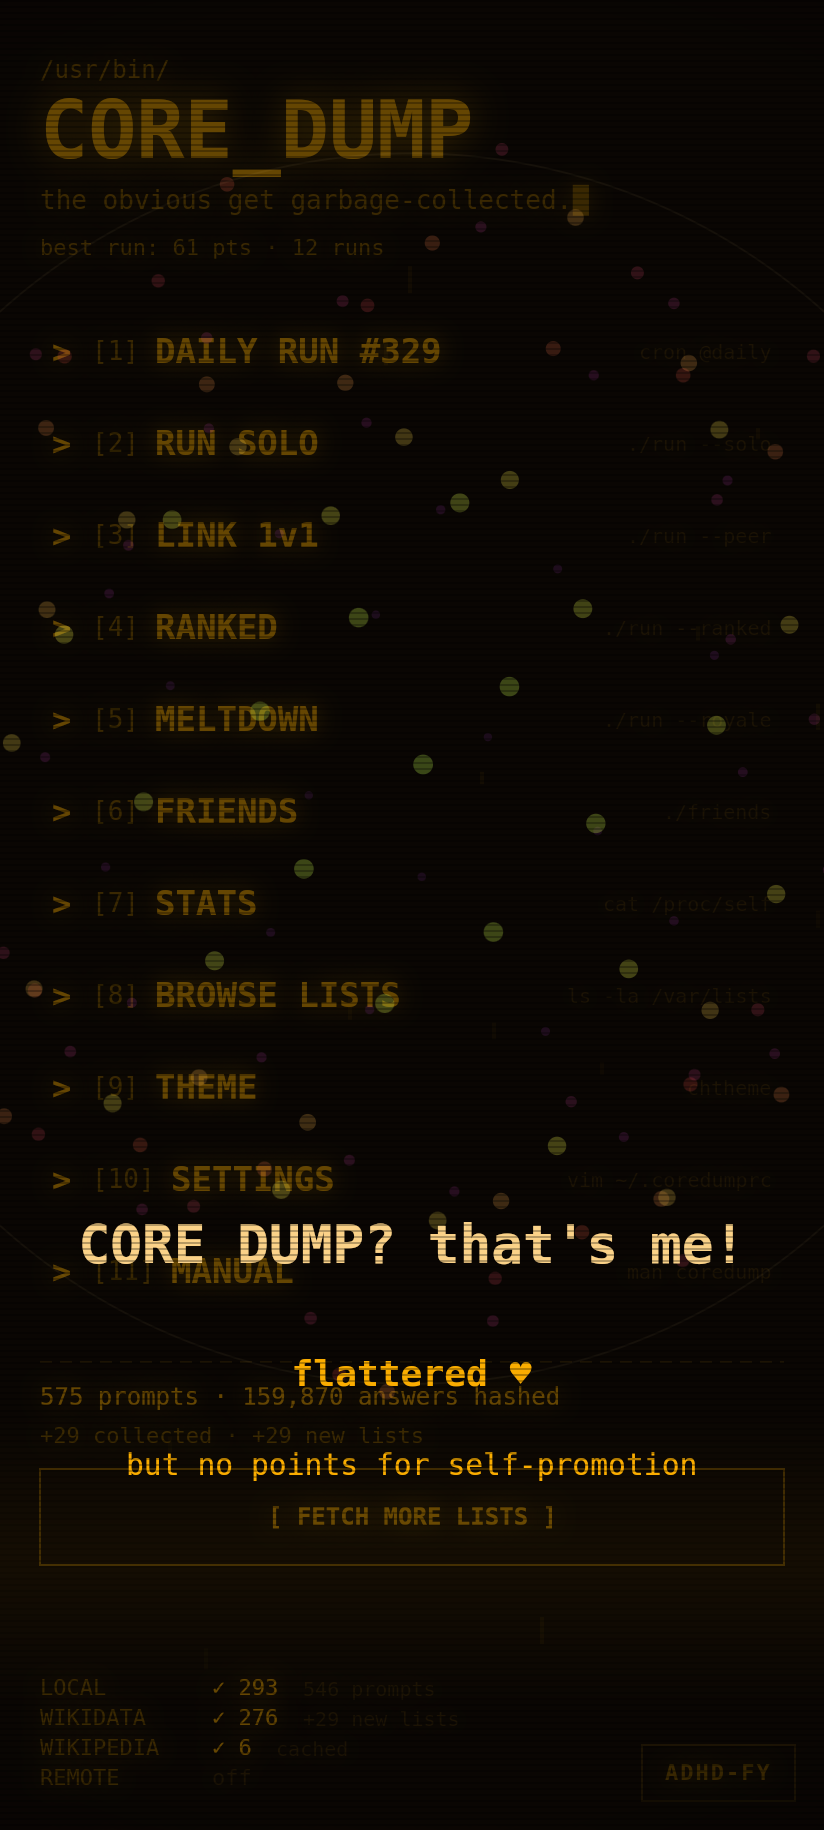 /usr/bin/
CORE_DUMP
the obvious get garbage-collected.
best run: 61 pts · 12 runs
> [1] DAILY RUN #329 cron @daily
> [2] RUN SOLO ./run --solo
> [3] LINK 1v1 ./run --peer
> [4] RANKED ./run --ranked
> [5] MELTDOWN ./run --royale
> [6] FRIENDS ./friends
> [7] STATS cat /proc/self
> [8] BROWSE LISTS ls -la /var/lists
> [9] THEME chtheme
> [10] SETTINGS vim ~/.coredumprc
CORE DUMP? that's me!
> [11] MANUAL man coredump
flattered ♥
575 prompts · 159,870 answers hashed
+29 collected · +29 new lists
but no points for self-promotion
[ FETCH MORE LISTS ]
LOCAL ✓ 293 546 prompts
WIKIDATA ✓ 276 +29 new lists
WIKIPEDIA ✓ 6 cached
REMOTE off
ADHD-FY